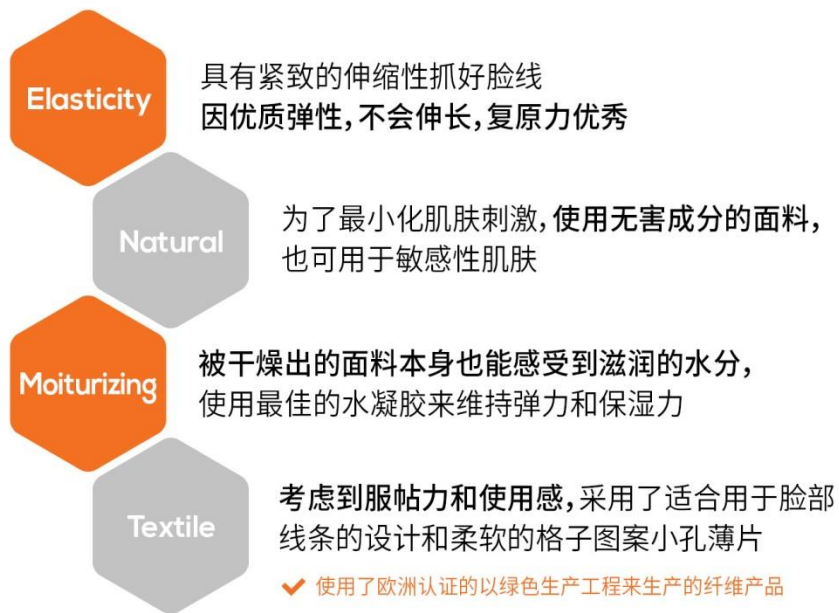 Elasticity
具有紧致的伸缩性抓好脸线
因优质弹性，不会伸长，复原力优秀
Natural
为了最小化肌肤刺激，使用无害成分的面料，
也可用于敏感性肌肤
Moiturizing
被干燥出的面料本身也能感受到滋润的水分，
使用最佳的水凝胶来维持弹力和保湿力
Textile
考虑到服帖力和使用感，采用了适合用于脸部
线条的设计和柔软的格子图案小孔薄片
✓ 使用了欧洲认证的以绿色生产工程来生产的纤维产品